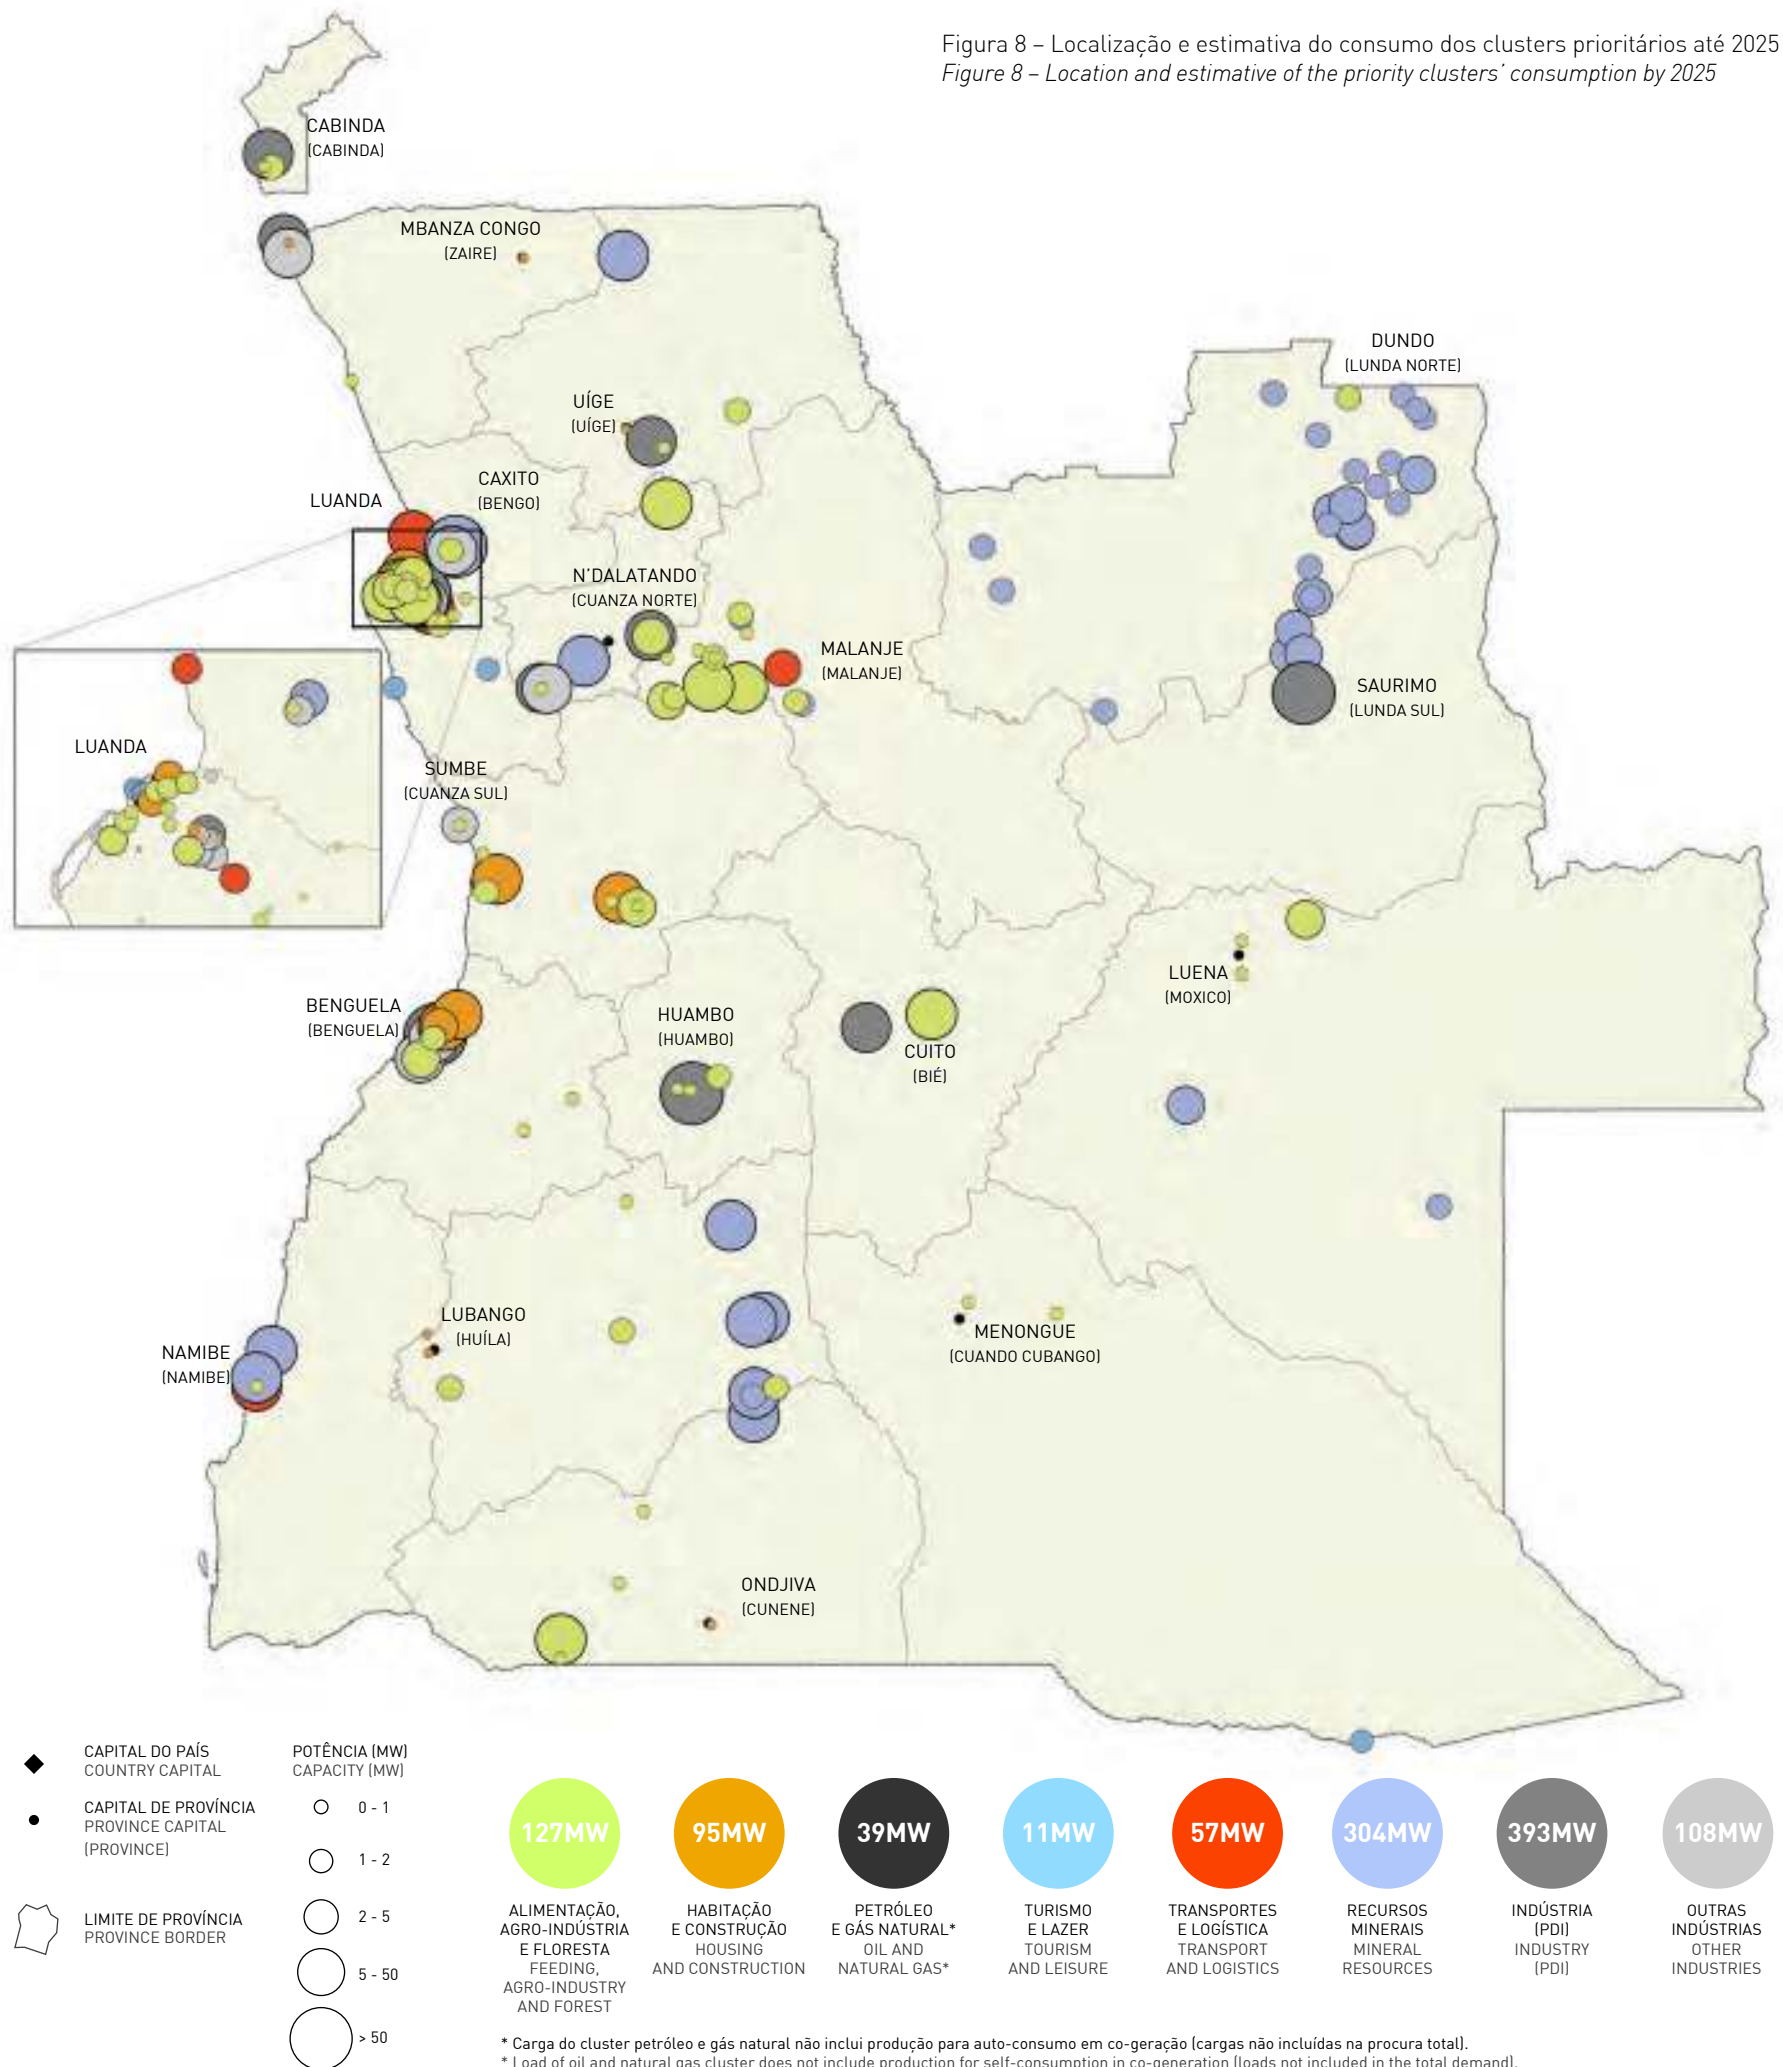 Figura 8 – Localização e estimativa do consumo dos clusters prioritários até 2025
Figure 8 – Location and estimative of the priority clusters’ consumption by 2025
CABINDA
(CABINDA)
MBANZA CONGO
(ZAIRE)
DUNDO
(LUNDA NORTE)
UÍGE
(UÍGE)
CAXITO
(BENGO)
LUANDA
N’DALATANDO
(CUANZA NORTE)
MALANJE
(MALANJE)
SAURIMO
(LUNDA SUL)
LUANDA
SUMBE
(CUANZA SUL)
LUENA
(MOXICO)
BENGUELA
(BENGUELA)
HUAMBO
(HUAMBO)
CUITO
(BIÉ)
LUBANGO
(HUÍLA)
MENONGUE
(CUANDO CUBANGO)
NAMIBE
(NAMIBE)
ONDJIVA
(CUNENE)
CAPITAL DO PAÍS
COUNTRY CAPITAL
CAPITAL DE PROVÍNCIA
PROVINCE CAPITAL
(PROVINCE)
LIMITE DE PROVÍNCIA
PROVINCE BORDER
POTÊNCIA (MW)
CAPACITY (MW)
0 - 1
1 - 2
2 - 5
5 - 50
> 50
127MW
ALIMENTAÇÃO,
AGRO-INDÚSTRIA
E FLORESTA
FEEDING,
AGRO-INDUSTRY
AND FOREST
95MW
HABITAÇÃO
E CONSTRUÇÃO
HOUSING
AND CONSTRUCTION
39MW
PETRÓLEO
E GÁS NATURAL*
OIL AND
NATURAL GAS*
11MW
TURISMO
E LAZER
TOURISM
AND LEISURE
57MW
TRANSPORTES
E LOGÍSTICA
TRANSPORT
AND LOGISTICS
304MW
RECURSOS
MINERAIS
MINERAL
RESOURCES
393MW
INDÚSTRIA
(PDI)
INDUSTRY
(PDI)
108MW
OUTRAS
INDÚSTRIAS
OTHER
INDUSTRIES
* Carga do cluster petróleo e gás natural não inclui produção para auto-consumo em co-geração (cargas não incluídas na procura total).
* Load of oil and natural gas cluster does not include production for self-consumption in co-generation (loads not included in the total demand).